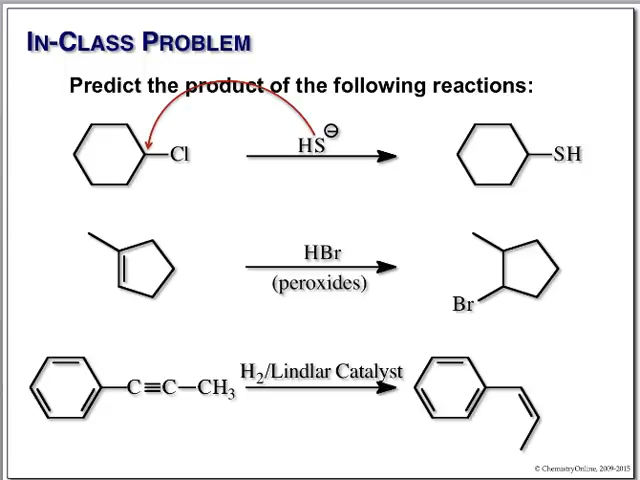 IN-CLASS PROBLEM
Predict the product of the following reactions:
Cl
HS⊖
SH
HBr
(peroxides)
Br
C≡C—CH3
H2/Lindlar Catalyst
© ChemistryOnline, 2009-2015